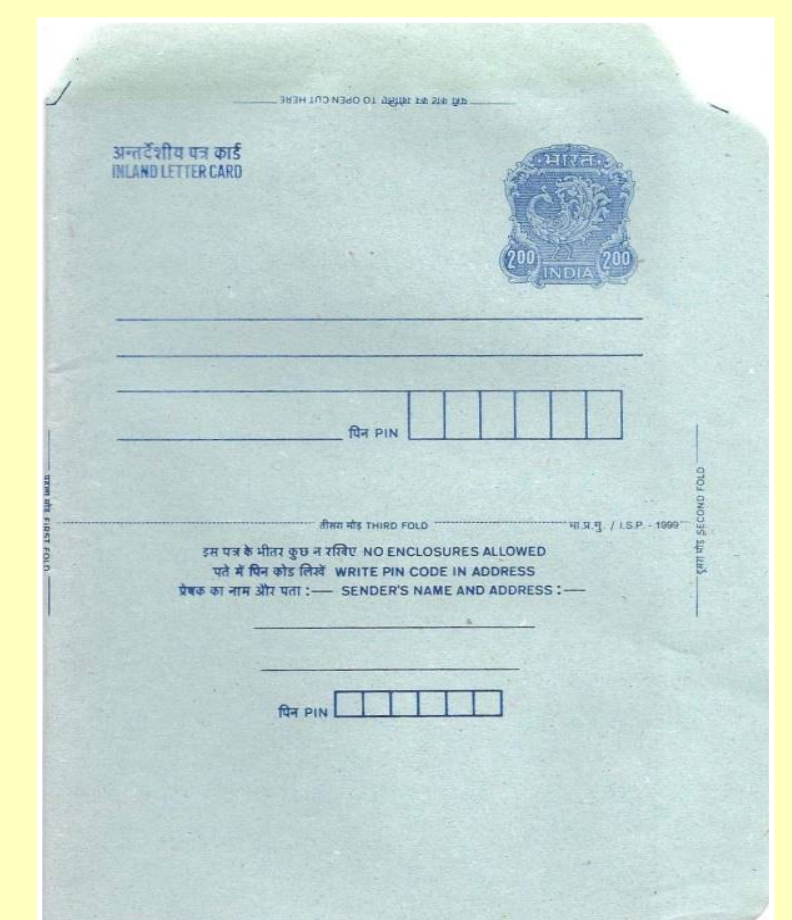 यहाँ काट कर खोलिए TO OPEN CUT HERE
अन्तर्देशीय पत्र कार्ड
INLAND LETTER CARD
भारत
200 200
INDIA
पिन PIN
पहला मोड़ FIRST FOLD
दूसरा मोड़ SECOND FOLD
तीसरा मोड़ THIRD FOLD
भा.प्र.मु. / I.S.P. - 1999
इस पत्र के भीतर कुछ न रखिए NO ENCLOSURES ALLOWED
पते में पिन कोड लिखें WRITE PIN CODE IN ADDRESS
प्रेषक का नाम और पता :— SENDER'S NAME AND ADDRESS :—
पिन PIN